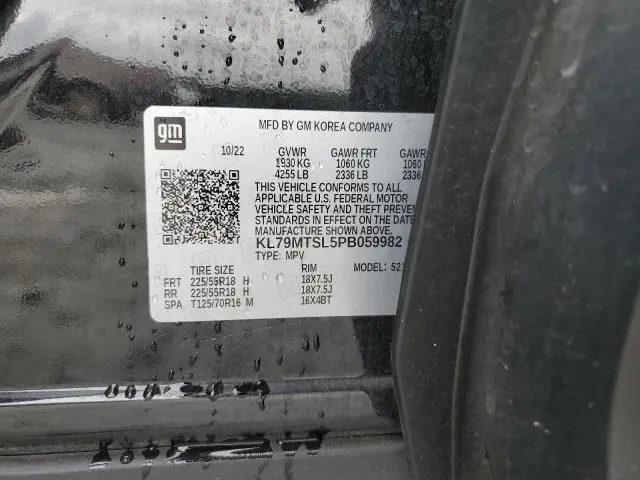 gm
MFD BY GM KOREA COMPANY
10/22 GVWR GAWR FRT GAWR
1930 KG 1060 KG 1060
4255 LB 2336 LB 2336
THIS VEHICLE CONFORMS TO ALL
APPLICABLE U.S. FEDERAL MOTOR
VEHICLE SAFETY AND THEFT PREVEN
STANDARDS IN EFFECT ON THE DATE
MANUFACTURE SHOWN ABOVE.
KL79MTSL5PB059982
TYPE: MPV
MODEL: 521
TIRE SIZE RIM
FRT 225/55R18 H 18X7.5J
RR 225/55R18 H 18X7.5J
SPA T125/70R16 M 16X4BT